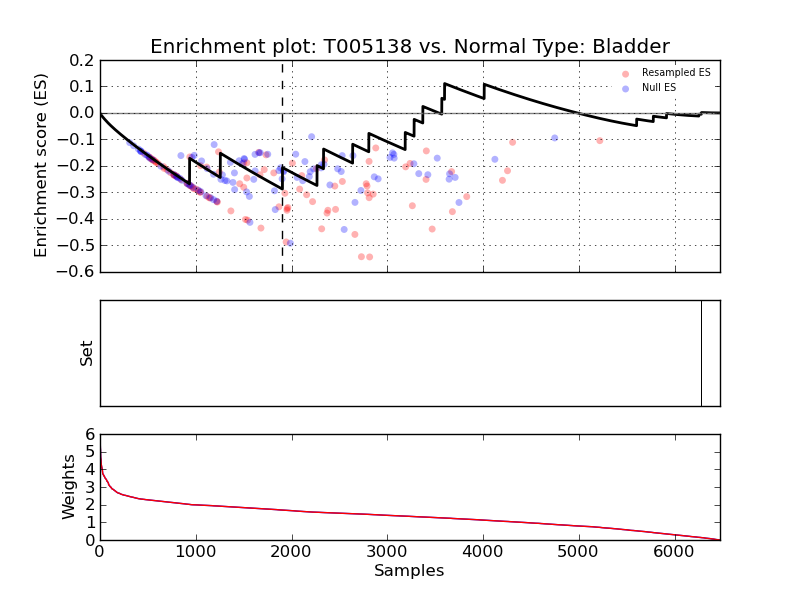 Enrichment plot: T005138 vs. Normal Type: Bladder
Enrichment score (ES)
0.2
0.1
0.0
−0.1
−0.2
−0.3
−0.4
−0.5
−0.6
Resampled ES
Null ES
Set
Weights
6
5
4
3
2
1
0
0 1000 2000 3000 4000 5000 6000
Samples